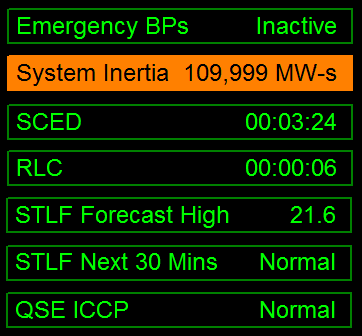 Emergency BPs Inactive
System Inertia 109,999 MW-s
SCED 00:03:24
RLC 00:00:06
STLF Forecast High 21.6
STLF Next 30 Mins Normal
QSE ICCP Normal